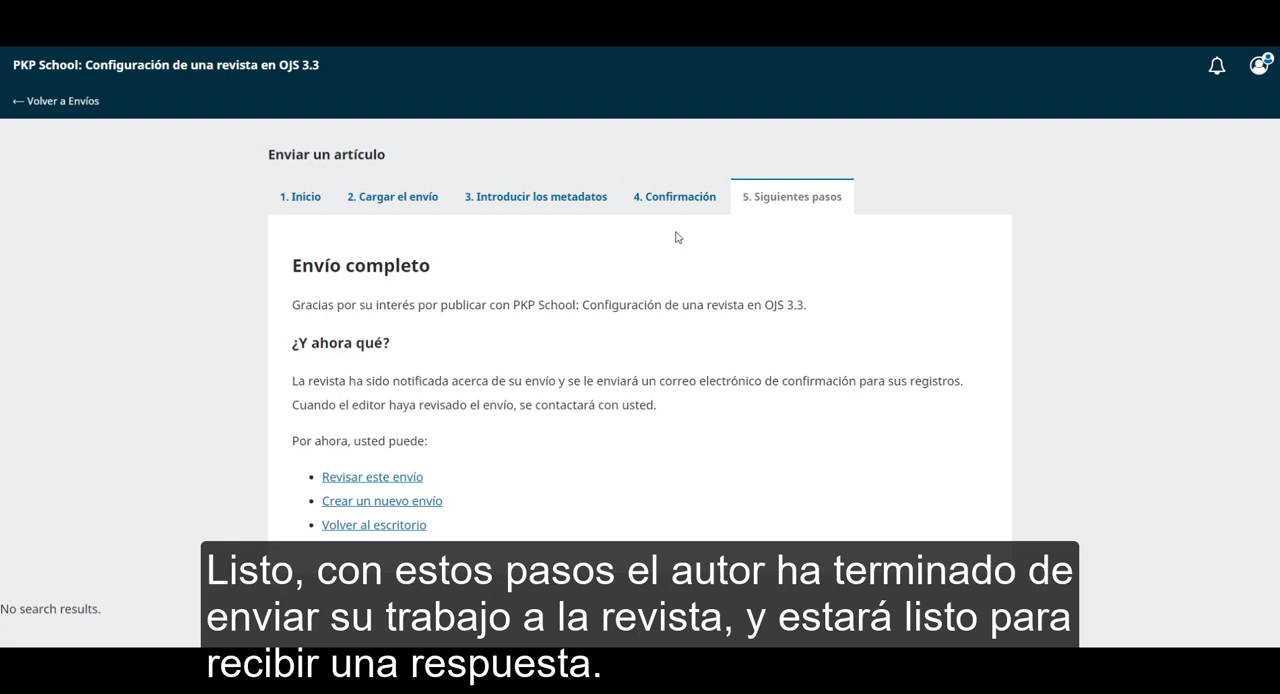 PKP School: Configuración de una revista en OJS 3.3
← Volver a Envíos
Enviar un artículo
1. Inicio 2. Cargar el envío 3. Introducir los metadatos 4. Confirmación 5. Siguientes pasos
Envío completo
Gracias por su interés por publicar con PKP School: Configuración de una revista en OJS 3.3.
¿Y ahora qué?
La revista ha sido notificada acerca de su envío y se le enviará un correo electrónico de confirmación para sus registros.
Cuando el editor haya revisado el envío, se contactará con usted.
Por ahora, usted puede:
• Revisar este envío
• Crear un nuevo envío
• Volver al escritorio
Listo, con estos pasos el autor ha terminado de
enviar su trabajo a la revista, y estará listo para
recibir una respuesta.
No search results.